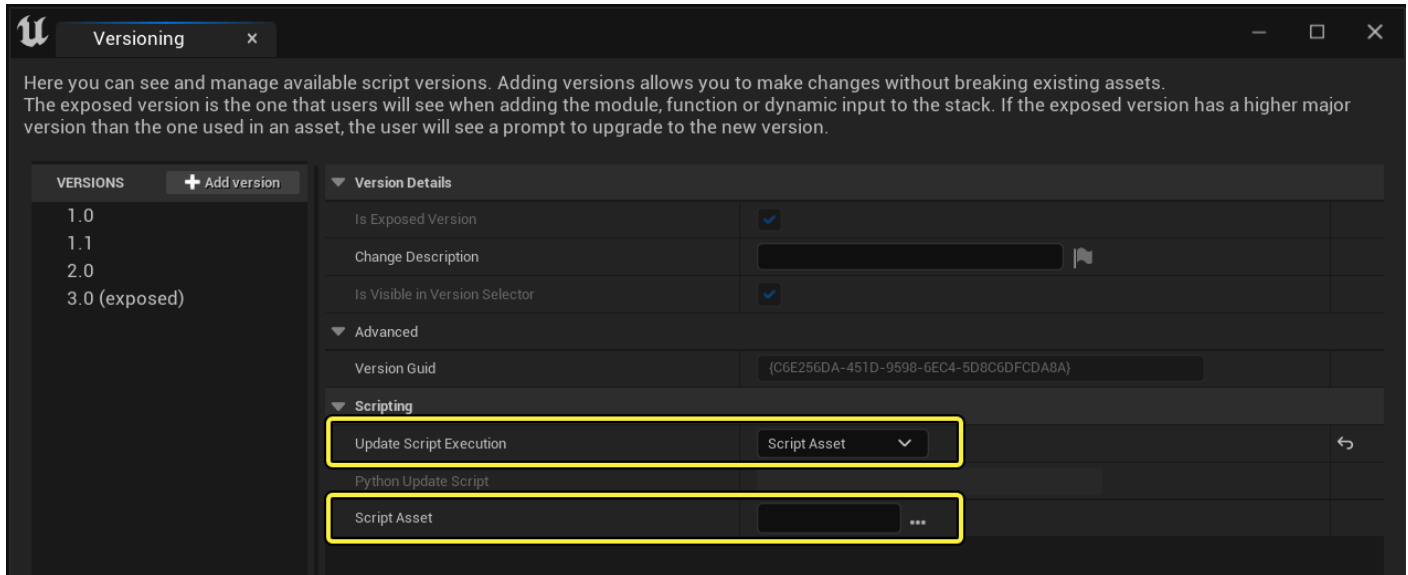 Versioning
Here you can see and manage available script versions. Adding versions allows you to make changes without breaking existing assets.
The exposed version is the one that users will see when adding the module, function or dynamic input to the stack. If the exposed version has a higher major
version than the one used in an asset, the user will see a prompt to upgrade to the new version.
VERSIONS
Add version
1.0
1.1
2.0
3.0 (exposed)
Version Details
Is Exposed Version
Change Description
Is Visible in Version Selector
Advanced
Version Guid
{C6E256DA-451D-9598-6EC4-5D8C6DFCDA8A}
Scripting
Update Script Execution
Script Asset
Python Update Script
Script Asset